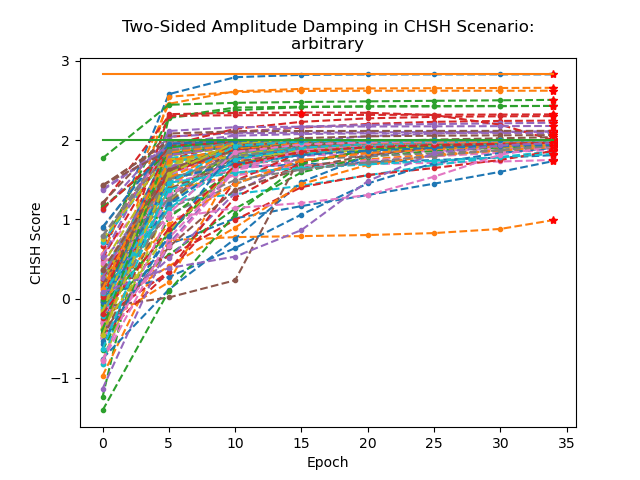 Two-Sided Amplitude Damping in CHSH Scenario:
arbitrary
3
2
1
0
−1
CHSH Score
0 5 10 15 20 25 30 35
Epoch